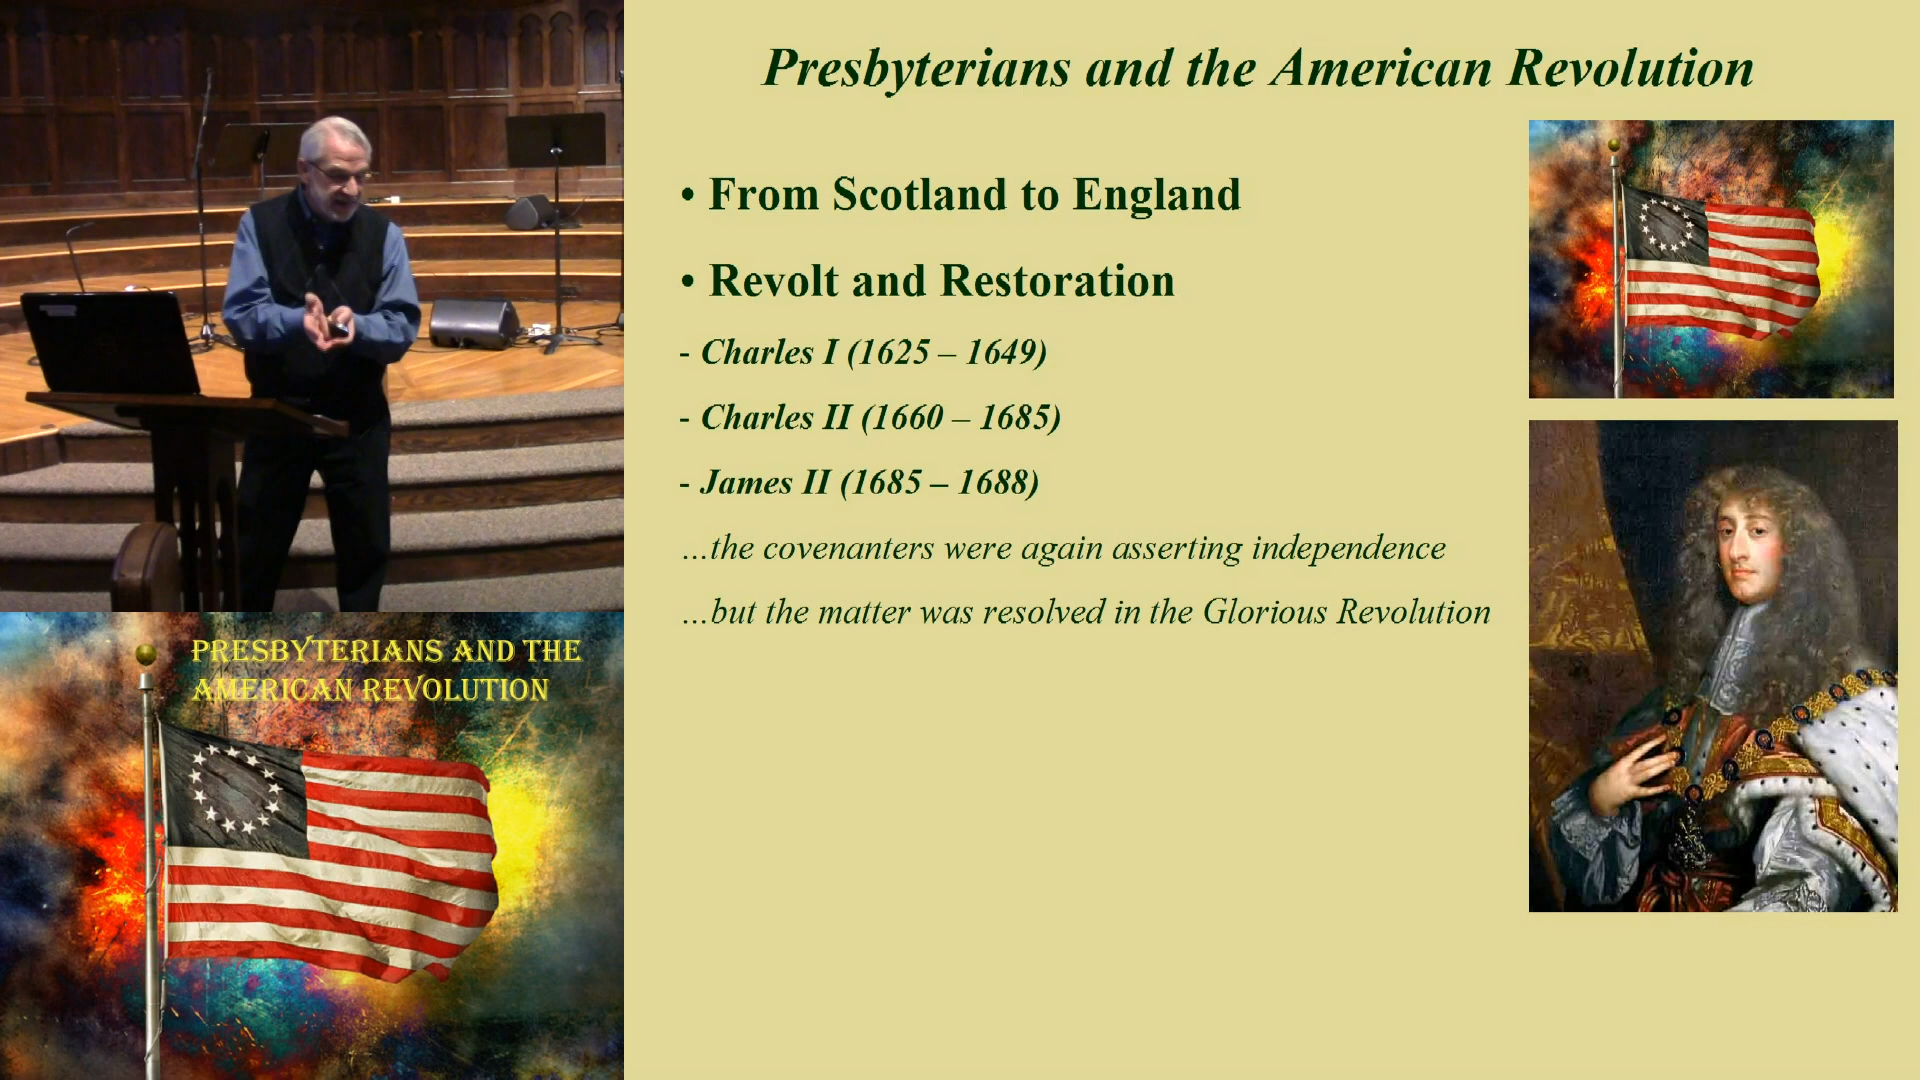 Presbyterians and the American Revolution
• From Scotland to England
• Revolt and Restoration
- Charles I (1625 – 1649)
- Charles II (1660 – 1685)
- James II (1685 – 1688)
…the covenanters were again asserting independence
…but the matter was resolved in the Glorious Revolution
PRESBYTERIANS AND THE
AMERICAN REVOLUTION